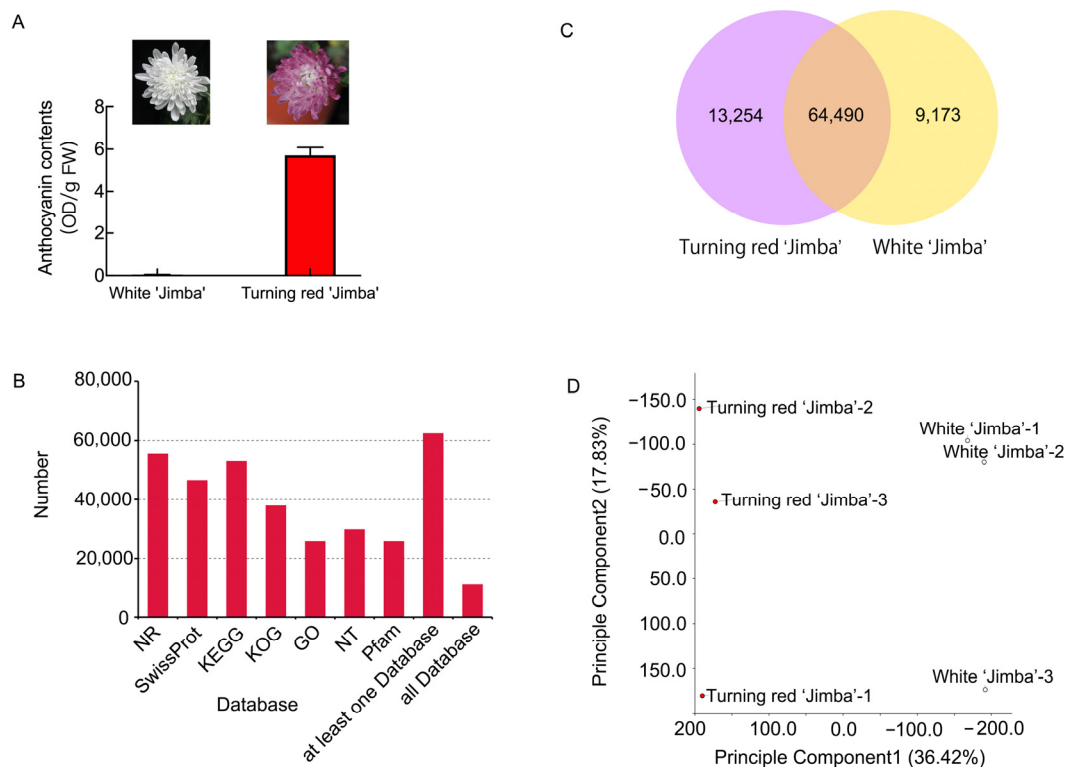 A
8
6
4
2
0
Anthocyanin contents
(OD/g FW)
White 'Jimba'
Turning red 'Jimba'
C
13,254
64,490
9,173
Turning red 'Jimba'
White 'Jimba'
B
80,000
60,000
40,000
20,000
0
Number
NR
SwissProt
KEGG
KOG
GO
NT
Pfam
at least one Database
all Database
Database
D
−150.0
−100.0
−50.0
0.0
50.0
100.0
150.0
Principle Component2 (17.83%)
Turning red ‘Jimba’-2
White ‘Jimba’-1
White ‘Jimba’-2
Turning red ‘Jimba’-3
White ‘Jimba’-3
Turning red ‘Jimba’-1
200
100.0
0.0
−100.0
−200.0
Principle Component1 (36.42%)